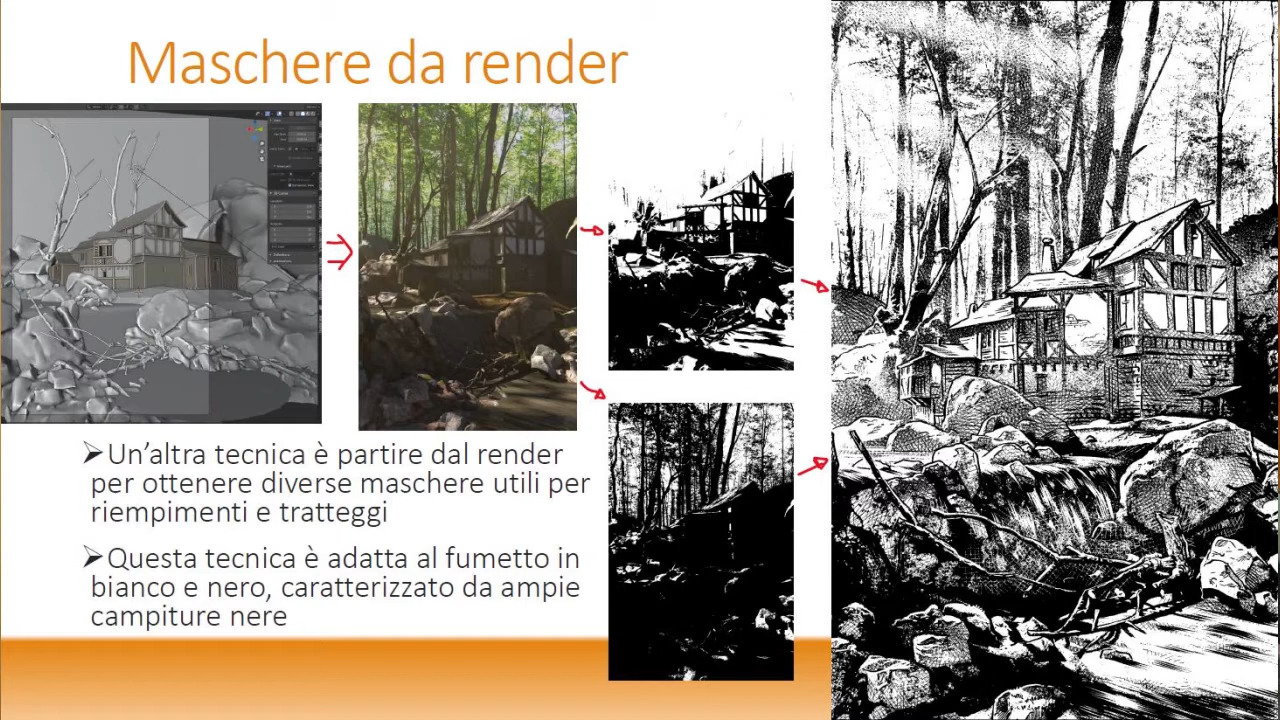 Maschere da render
➢Un’altra tecnica è partire dal render
per ottenere diverse maschere utili per
riempimenti e tratteggi
➢Questa tecnica è adatta al fumetto in
bianco e nero, caratterizzato da ampie
campiture nere